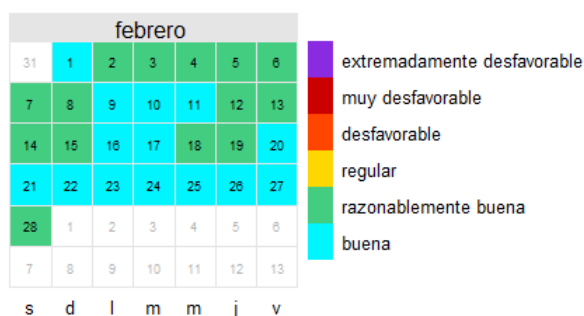 febrero
31 1 2 3 4 5 6
7 8 9 10 11 12 13
14 15 16 17 18 19 20
21 22 23 24 25 26 27
28 1 2 3 4 5 6
7 8 9 10 11 12 13
s d l m m j v
extremadamente desfavorable
muy desfavorable
desfavorable
regular
razonablemente buena
buena